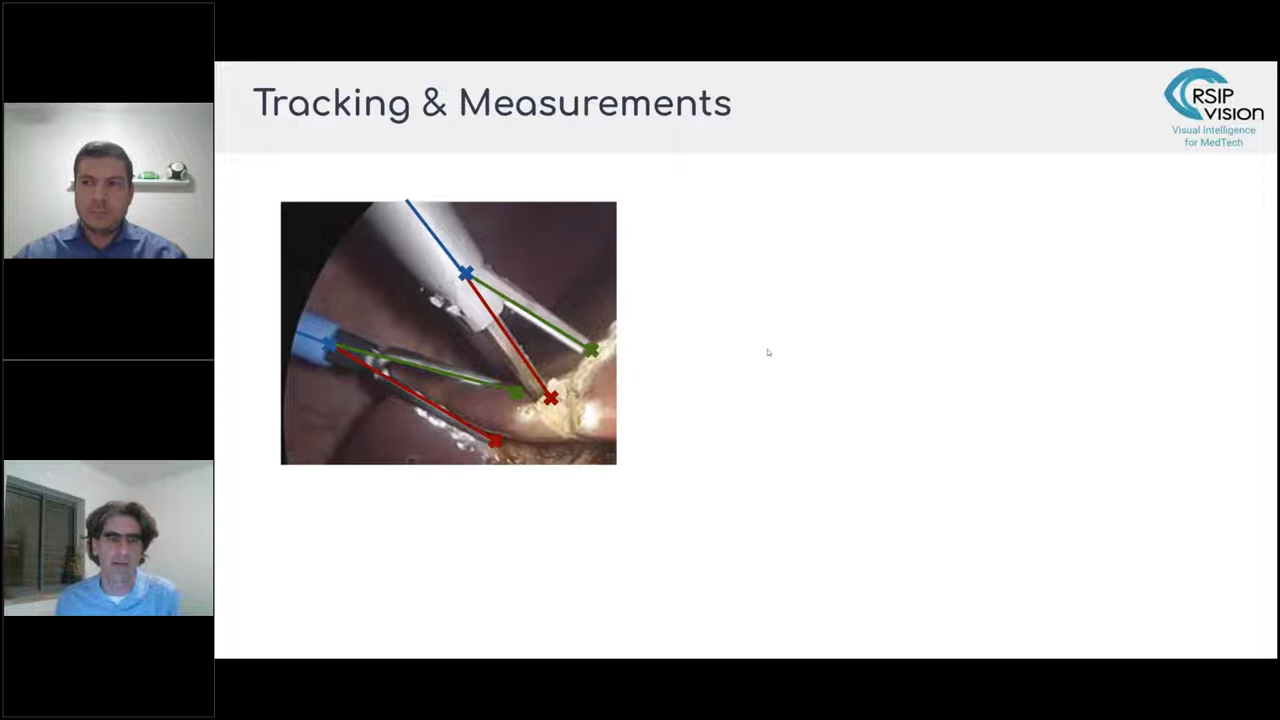 Tracking & Measurements
RSIP
VISION
Visual Intelligence
for MedTech